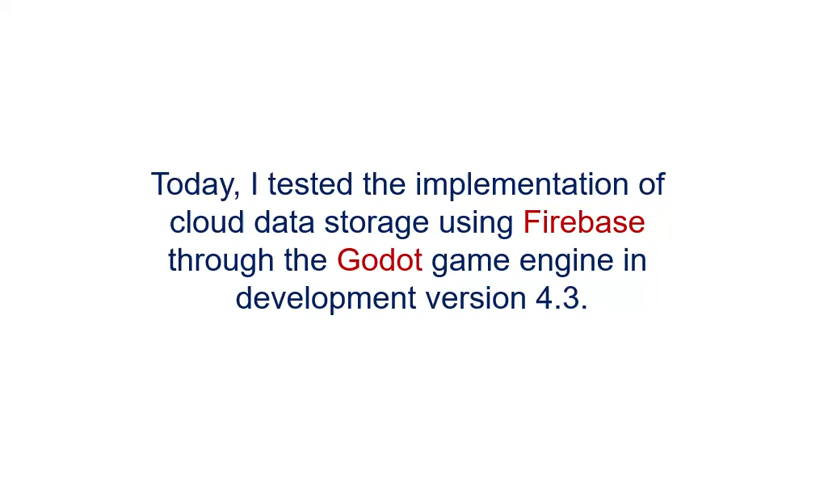 Today, I tested the implementation of
cloud data storage using Firebase
through the Godot game engine in
development version 4.3.